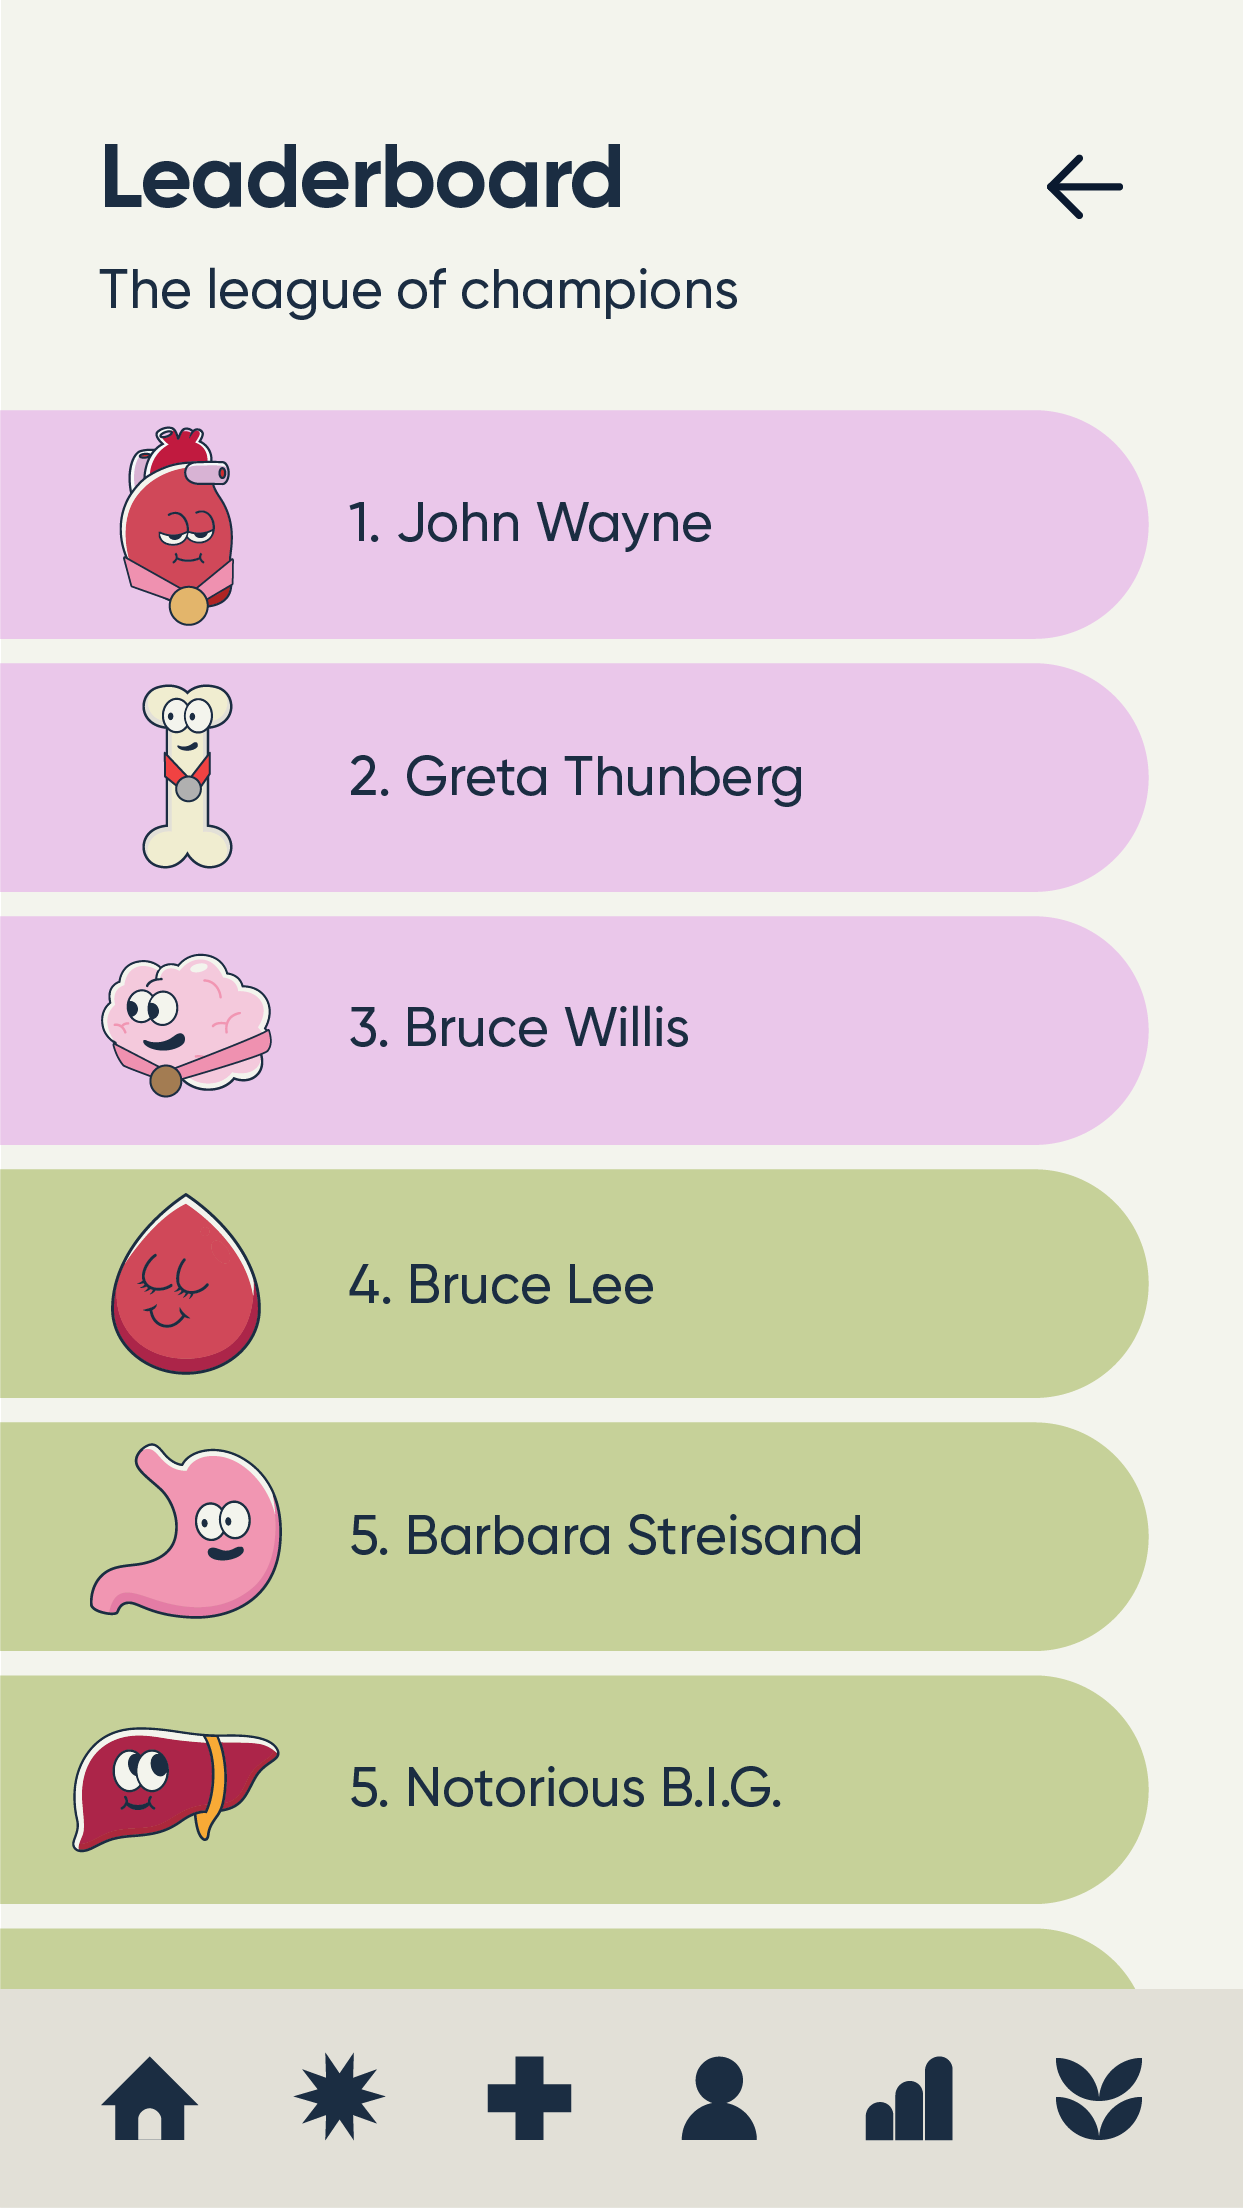 Leaderboard
The league of champions
1. John Wayne
2. Greta Thunberg
3. Bruce Willis
4. Bruce Lee
5. Barbara Streisand
5. Notorious B.I.G.